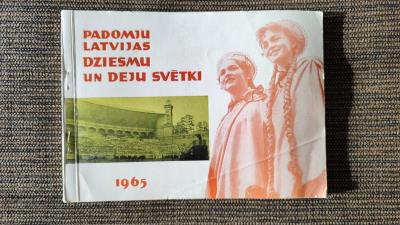 PADOMJU
LATVIJAS
DZIESMU
UN DEJU SVĒTKI
1965